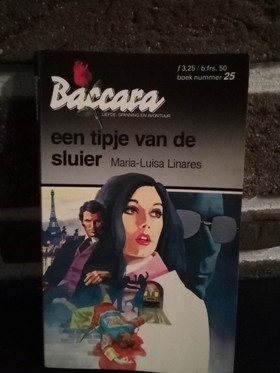 ƒ 3,25 / b.frs. 50
boek nummer 25
Baccara
LIEFDE, SPANNING EN AVONTUUR
een tipje van de
sluier Maria-Luisa Linares